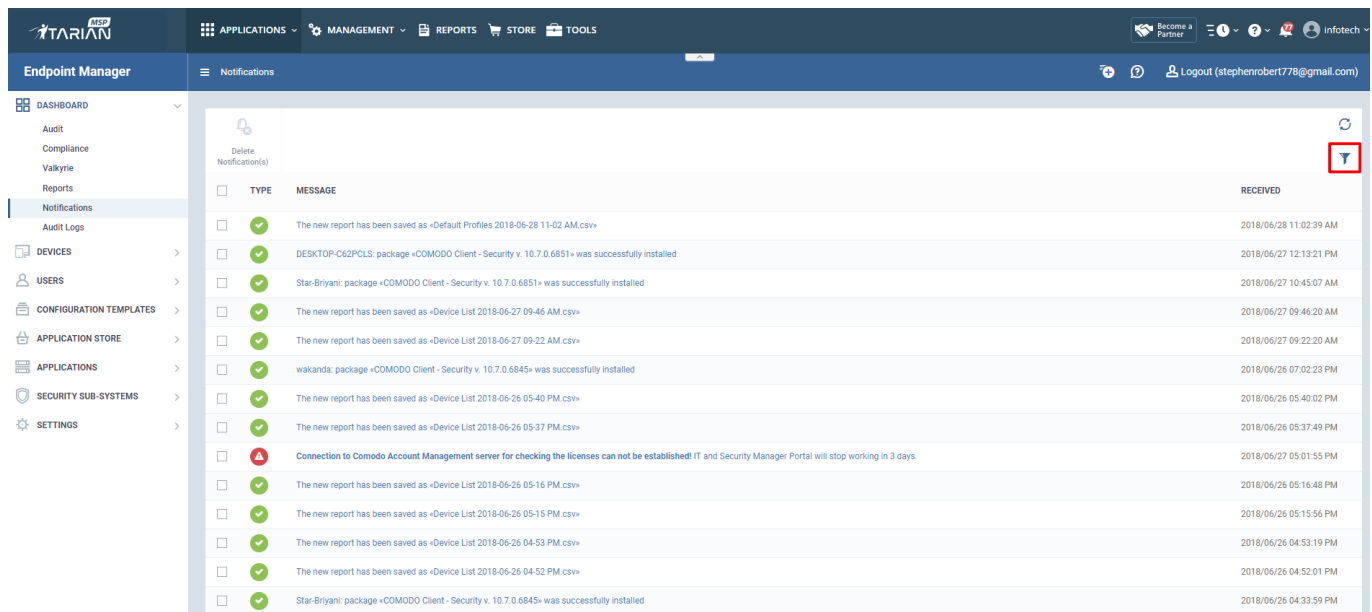 MSP
ITARIAN
APPLICATIONS MANAGEMENT REPORTS STORE TOOLS
Become a Partner
77
infotech
Endpoint Manager
Notifications
Logout (stephenrobert778@gmail.com)
DASHBOARD
Audit
Compliance
Valkyrie
Reports
Notifications
Audit Logs
DEVICES
USERS
CONFIGURATION TEMPLATES
APPLICATION STORE
APPLICATIONS
SECURITY SUB-SYSTEMS
SETTINGS
Delete
Notification(s)
TYPE MESSAGE RECEIVED
The new report has been saved as «Default Profiles 2018-06-28 11-02 AM.csv» 2018/06/28 11:02:39 AM
DESKTOP-C62PCLS: package «COMODO Client - Security v. 10.7.0.6851» was successfully installed 2018/06/27 12:13:21 PM
Star-Briyani: package «COMODO Client - Security v. 10.7.0.6851» was successfully installed 2018/06/27 10:45:07 AM
The new report has been saved as «Device List 2018-06-27 09-46 AM.csv» 2018/06/27 09:46:20 AM
The new report has been saved as «Device List 2018-06-27 09-22 AM.csv» 2018/06/27 09:22:20 AM
wakanda: package «COMODO Client - Security v. 10.7.0.6845» was successfully installed 2018/06/26 07:02:23 PM
The new report has been saved as «Device List 2018-06-26 05-40 PM.csv» 2018/06/26 05:40:02 PM
The new report has been saved as «Device List 2018-06-26 05-37 PM.csv» 2018/06/26 05:37:49 PM
Connection to Comodo Account Management server for checking the licenses can not be established! IT and Security Manager Portal will stop working in 3 days. 2018/06/27 05:01:55 PM
The new report has been saved as «Device List 2018-06-26 05-16 PM.csv» 2018/06/26 05:16:48 PM
The new report has been saved as «Device List 2018-06-26 05-15 PM.csv» 2018/06/26 05:15:56 PM
The new report has been saved as «Device List 2018-06-26 04-53 PM.csv» 2018/06/26 04:53:19 PM
The new report has been saved as «Device List 2018-06-26 04-52 PM.csv» 2018/06/26 04:52:01 PM
Star-Briyani: package «COMODO Client - Security v. 10.7.0.6845» was successfully installed 2018/06/26 04:33:59 PM